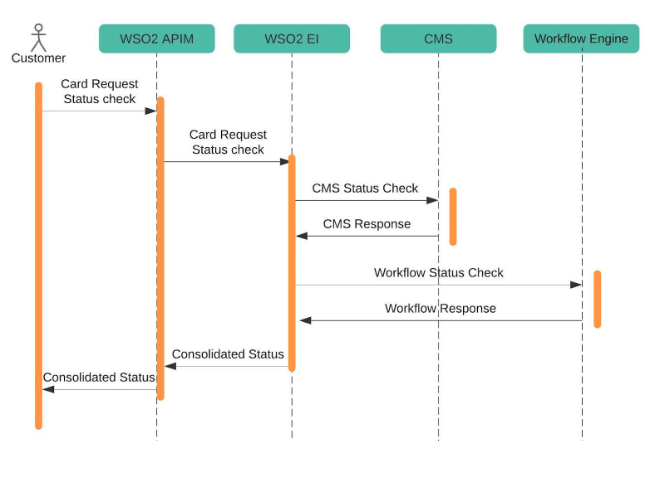 WSO2 APIM
WSO2 EI
CMS
Workflow Engine
Customer
Card Request
Status check
Card Request
Status check
CMS Status Check
CMS Response
Workflow Status Check
Workflow Response
Consolidated Status
Consolidated Status